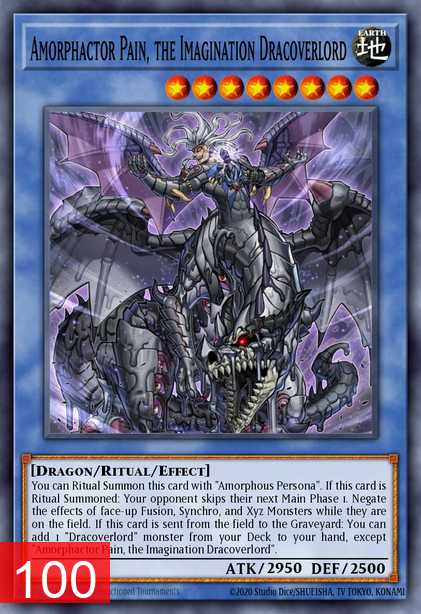 Amorphactor Pain, the Imagination Dracoverlord
EARTH
地
[Dragon/Ritual/Effect]
You can Ritual Summon this card with "Amorphous Persona". If this card is
Ritual Summoned: Your opponent skips their next Main Phase 1. Negate
the effects of face-up Fusion, Synchro, and Xyz Monsters while they are
on the field. If this card is sent from the field to the Graveyard: You can
add 1 "Dracoverlord" monster from your Deck to your hand, except
"Amorphactor Pain, the Imagination Dracoverlord".
ATK/2950 DEF/2500
100
Tournaments
©2020 Studio Dice/SHUEISHA, TV TOKYO, KONAMI